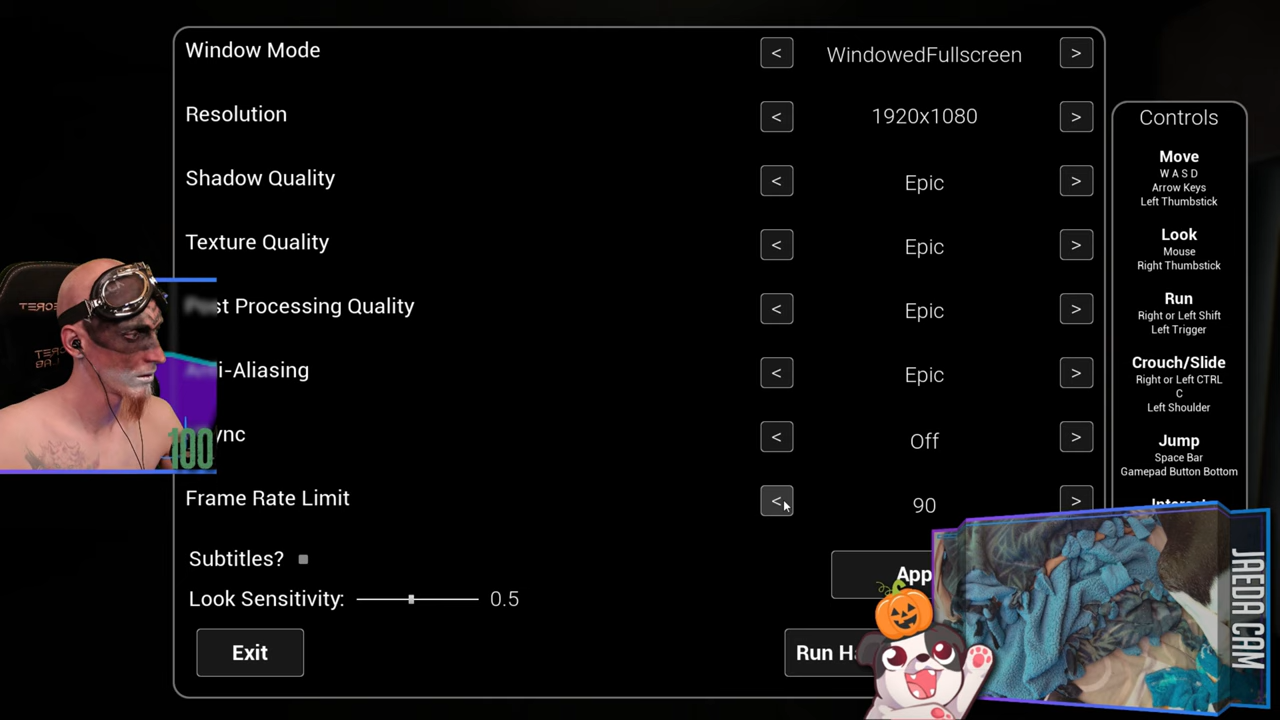 Window Mode
<
WindowedFullscreen
>
Resolution
<
1920x1080
>
Shadow Quality
<
Epic
>
Texture Quality
<
Epic
>
st Processing Quality
<
Epic
>
i-Aliasing
<
Epic
>
ync
<
Off
>
Frame Rate Limit
<
90
>
Subtitles?
Look Sensitivity:
0.5
App
Exit
Run Ha
Controls
Move
W A S D
Arrow Keys
Left Thumbstick
Look
Mouse
Right Thumbstick
Run
Right or Left Shift
Left Trigger
Crouch/Slide
Right or Left CTRL
C
Left Shoulder
Jump
Space Bar
Gamepad Button Bottom
100
JAEDA CAM